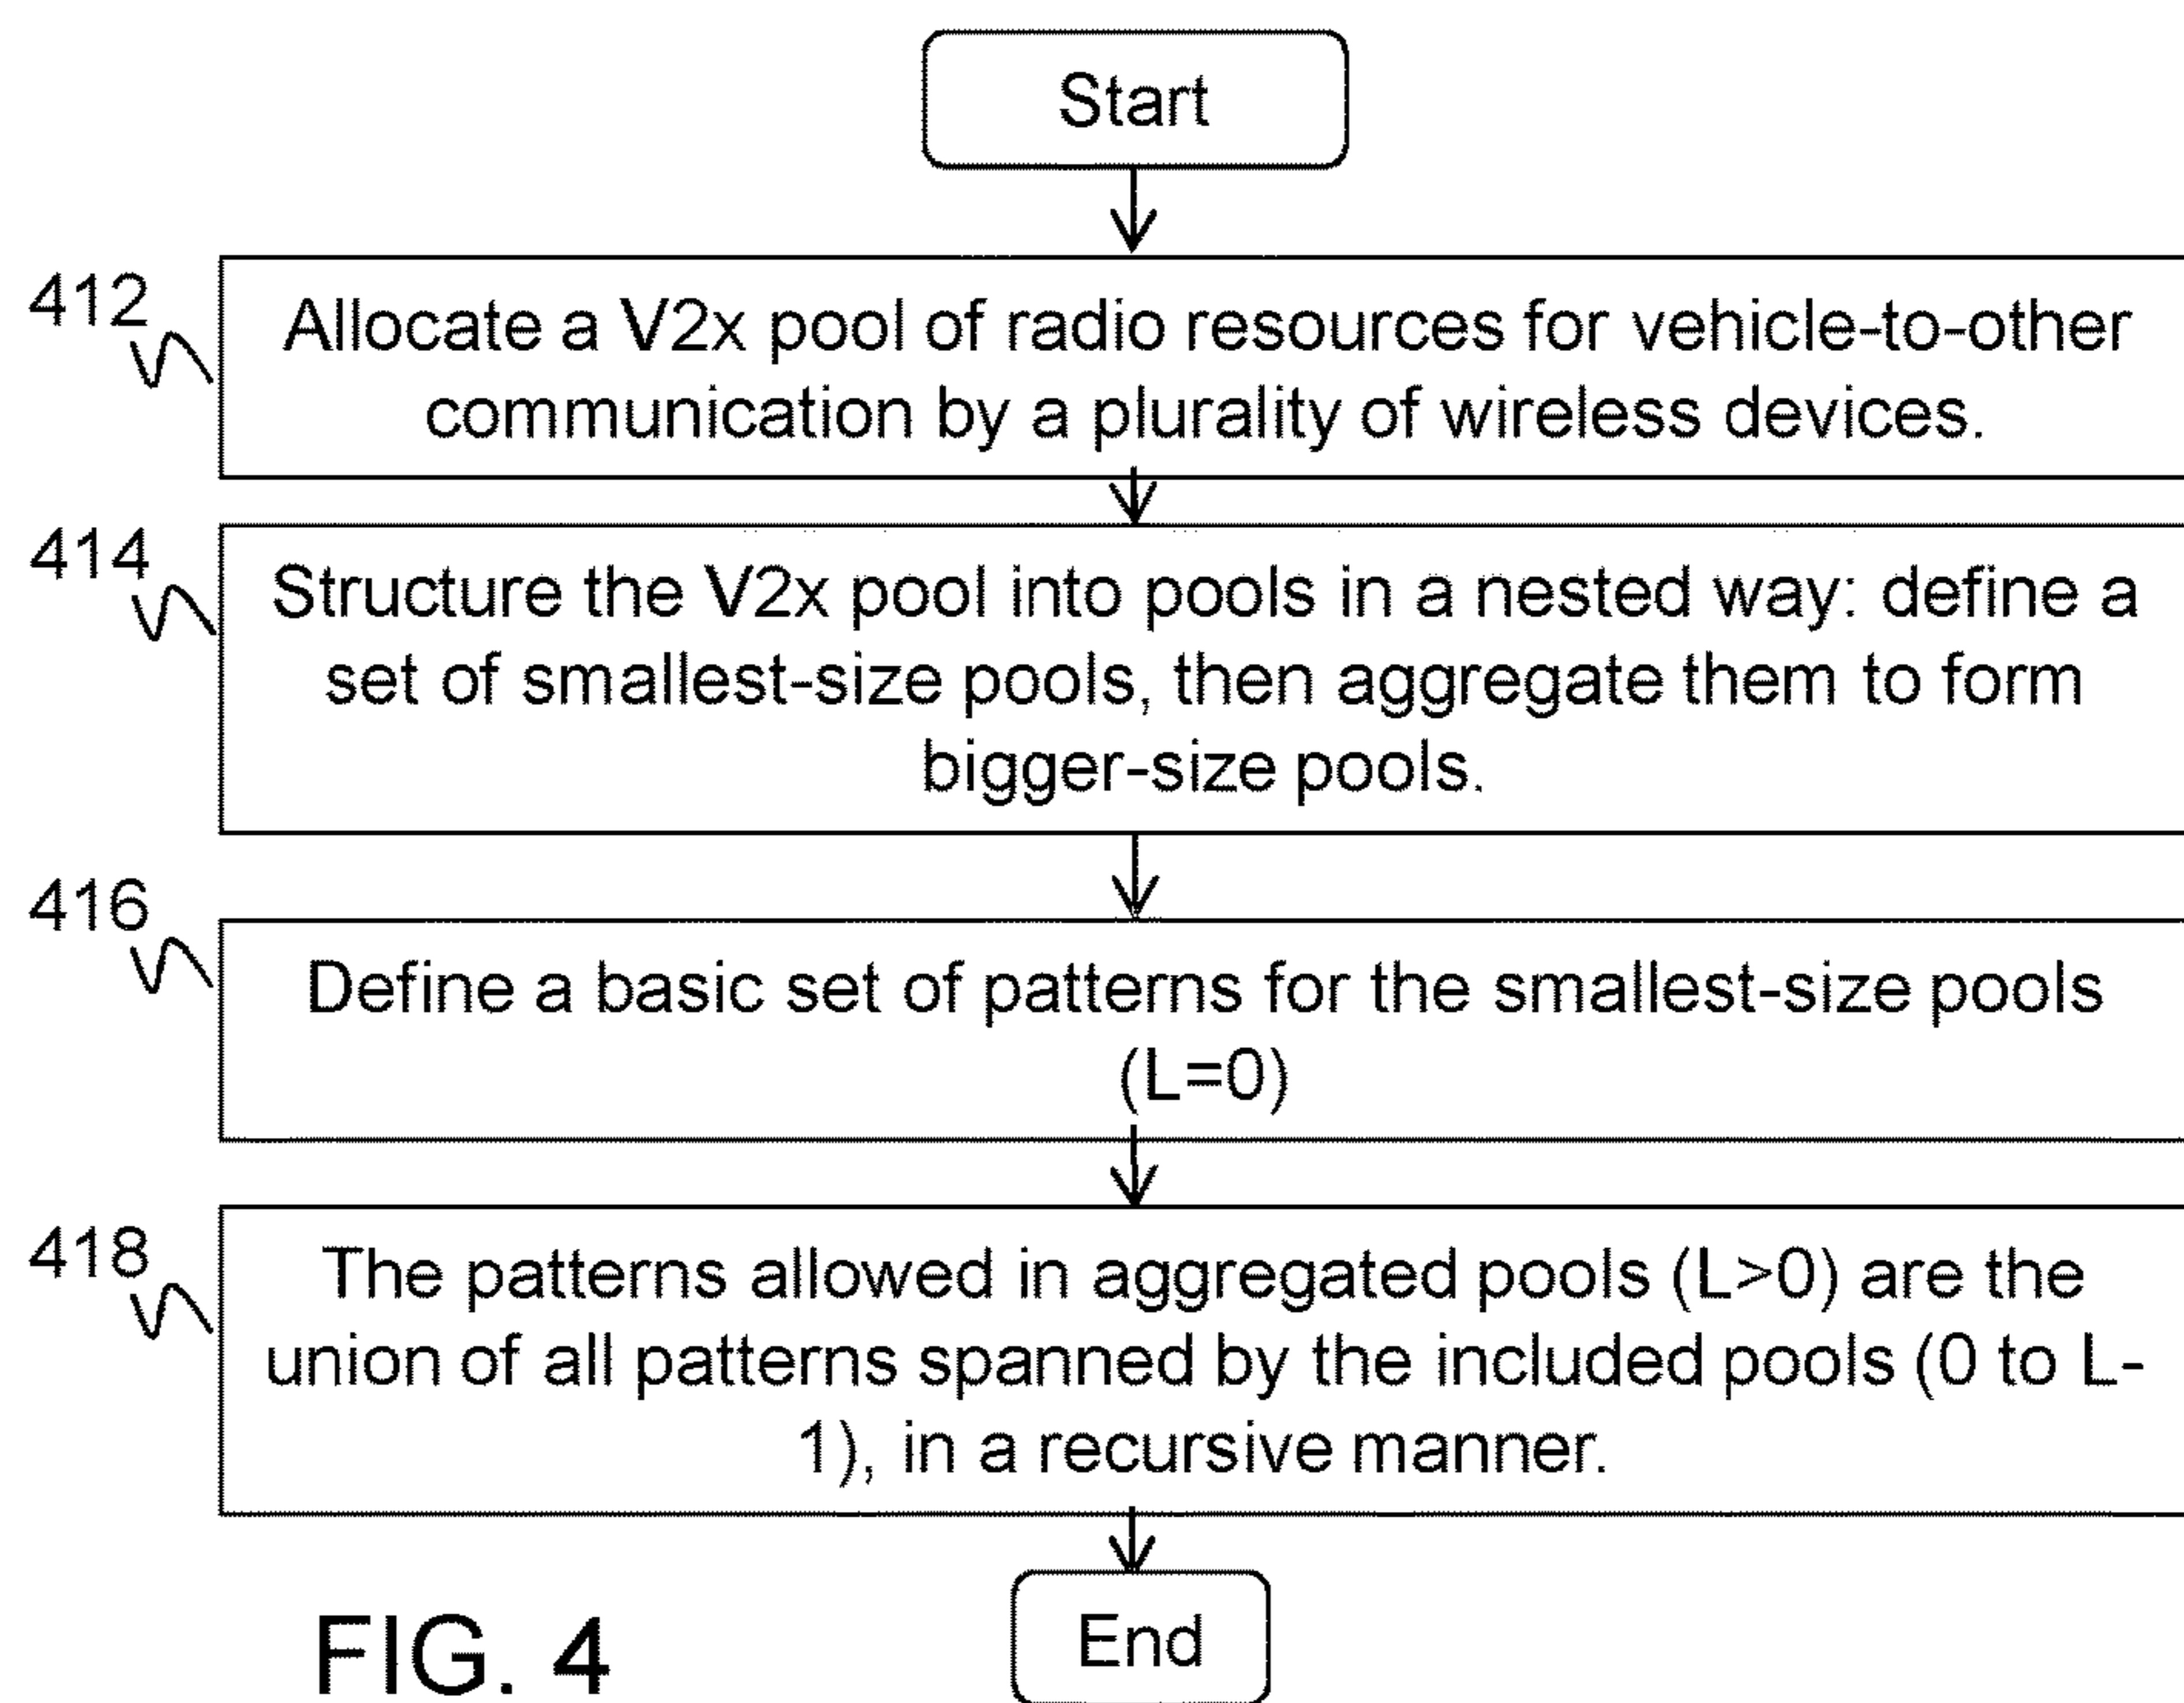 Start
412
Allocate a V2x pool of radio resources for vehicle-to-other
communication by a plurality of wireless devices.
414
Structure the V2x pool into pools in a nested way: define a
set of smallest-size pools, then aggregate them to form
bigger-size pools.
416
Define a basic set of patterns for the smallest-size pools
(L=0)
418
The patterns allowed in aggregated pools (L>0) are the
union of all patterns spanned by the included pools (0 to L-
1), in a recursive manner.
End
FIG. 4